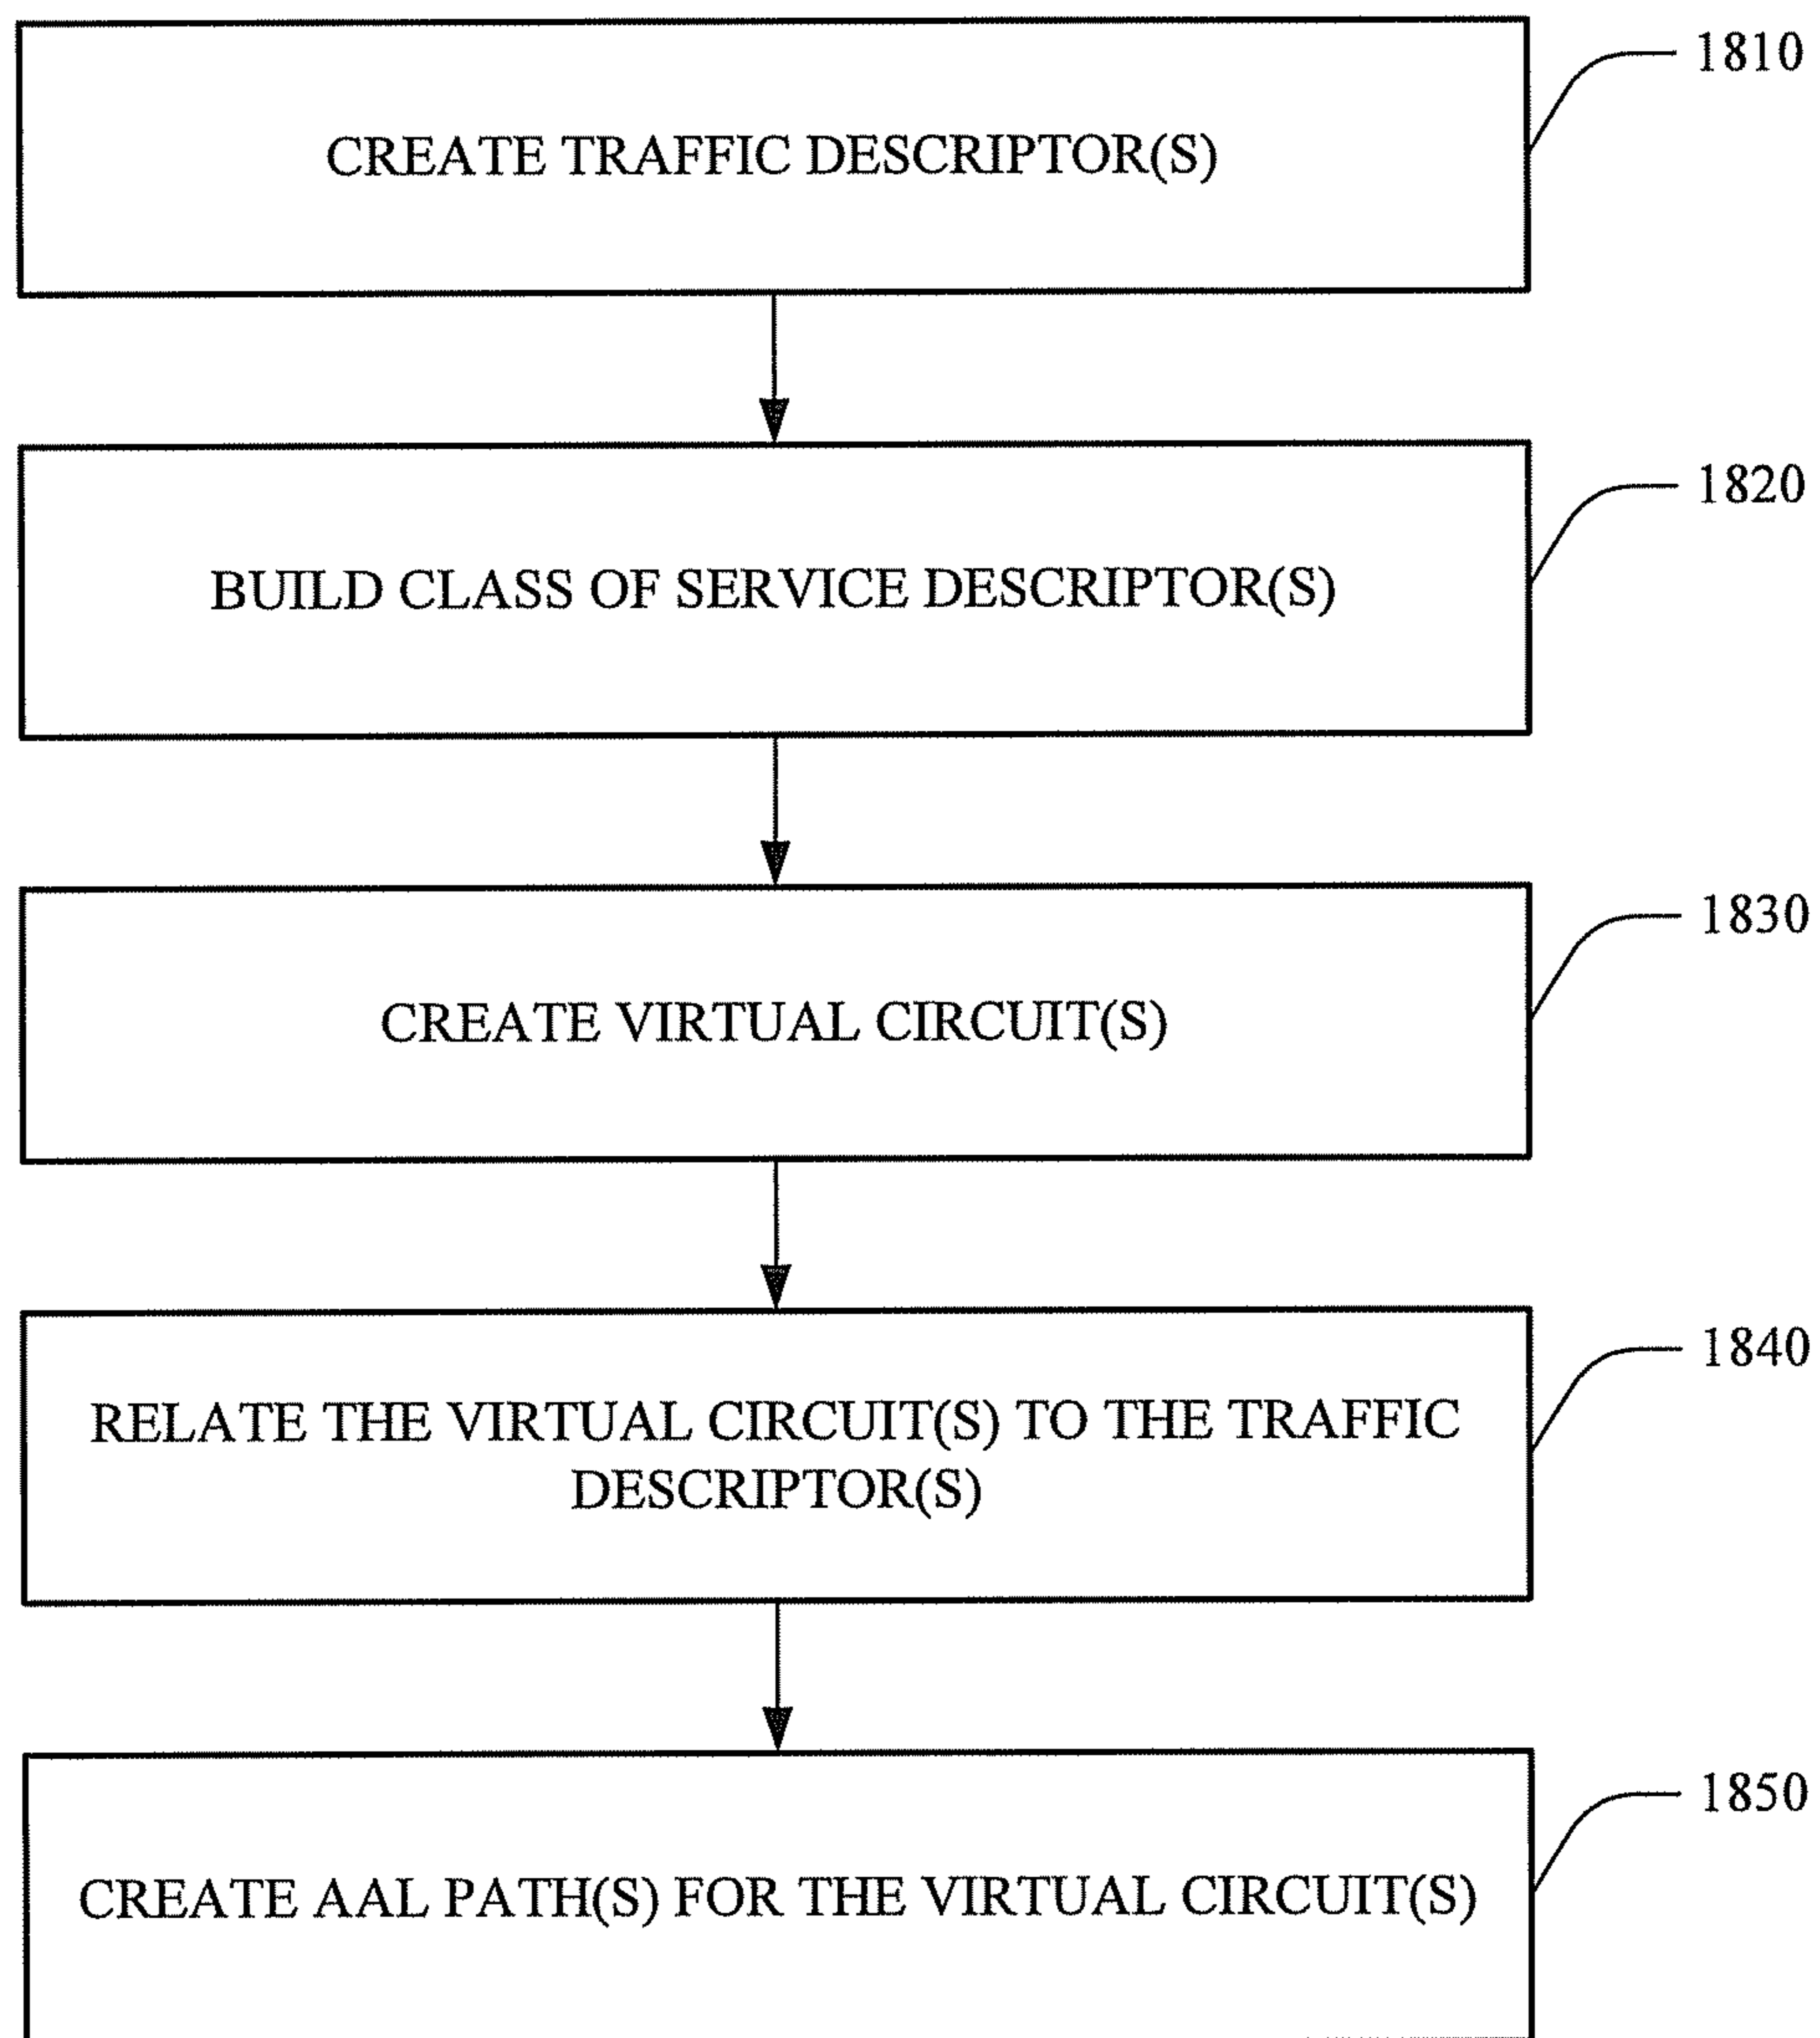 1810
CREATE TRAFFIC DESCRIPTOR(S)
1820
BUILD CLASS OF SERVICE DESCRIPTOR(S)
1830
CREATE VIRTUAL CIRCUIT(S)
1840
RELATE THE VIRTUAL CIRCUIT(S) TO THE TRAFFIC
DESCRIPTOR(S)
1850
CREATE AAL PATH(S) FOR THE VIRTUAL CIRCUIT(S)